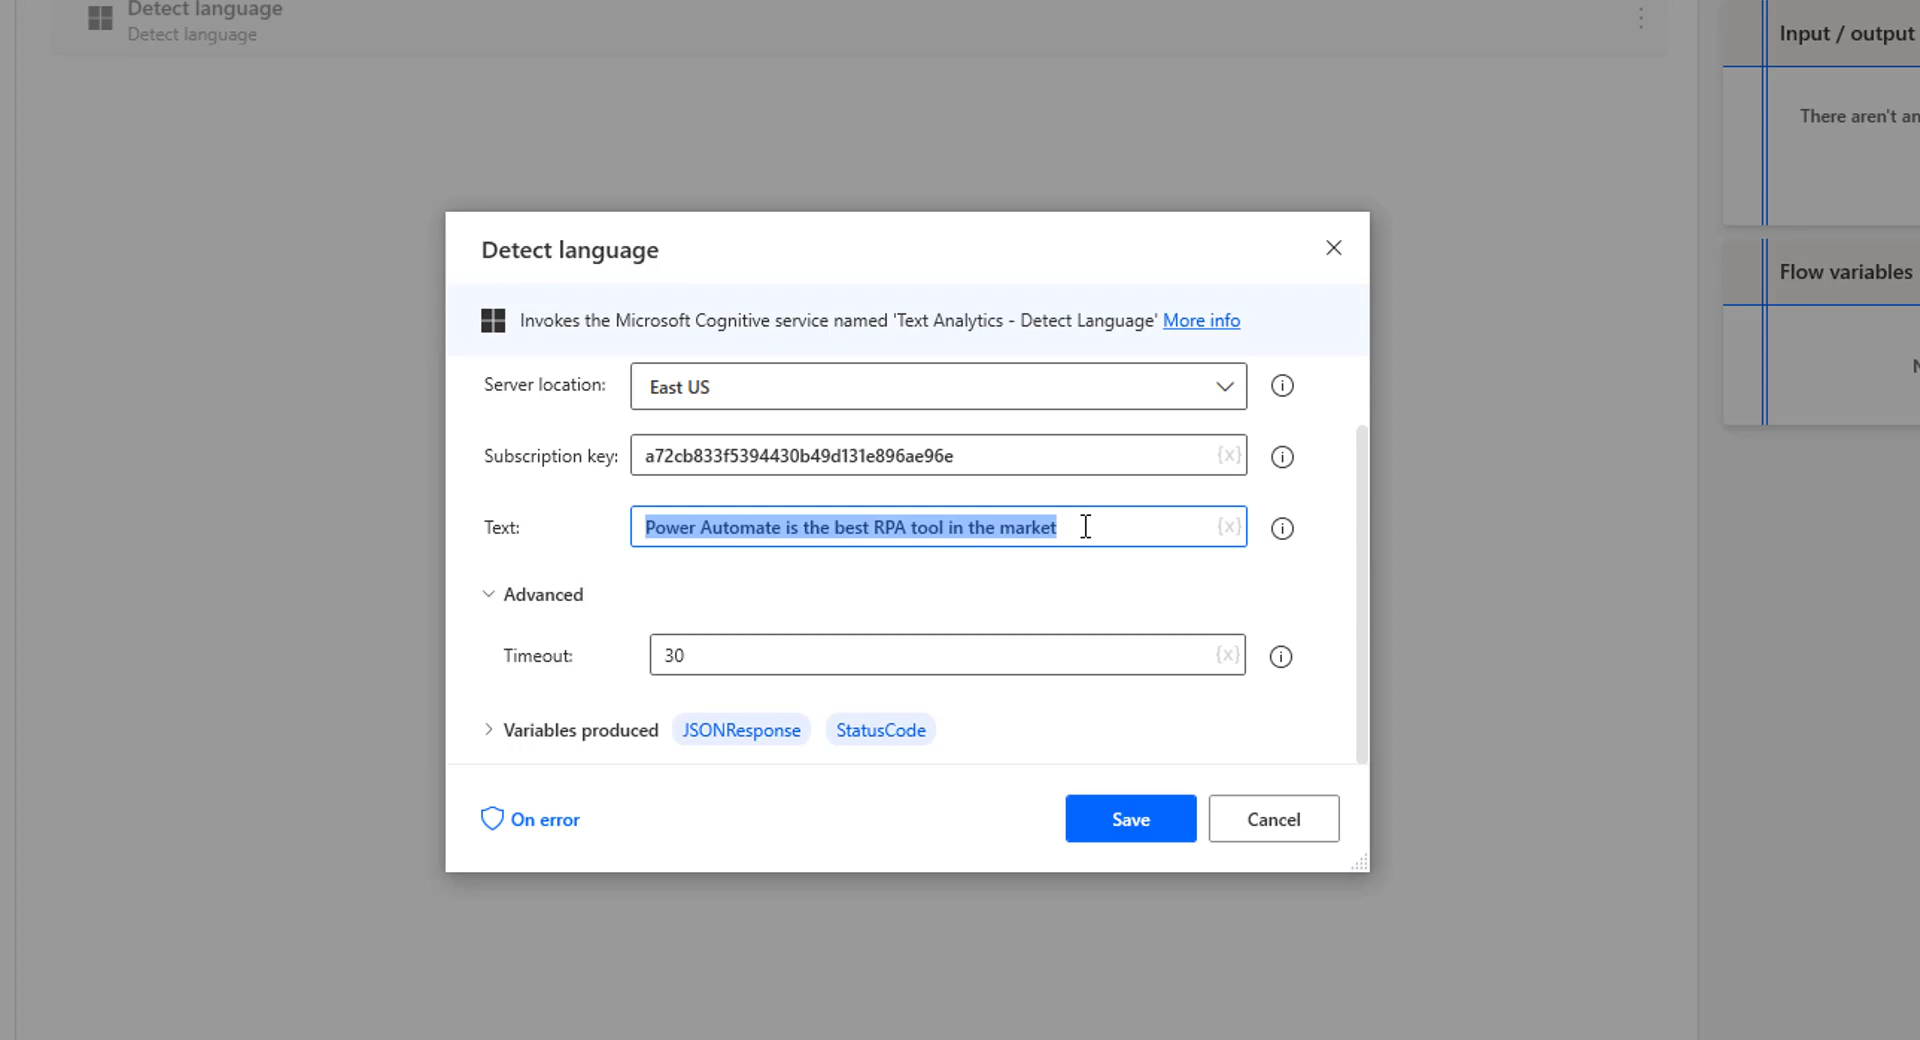 Detect language
Detect language
Input / output
There aren't an
Flow variables
N
Detect language
Invokes the Microsoft Cognitive service named 'Text Analytics - Detect Language' More info
Server location: East US
Subscription key: a72cb833f5394430b49d131e896ae96e {x}
Text: Power Automate is the best RPA tool in the market {x}
Advanced
Timeout: 30 {x}
Variables produced JSONResponse StatusCode
On error Save Cancel